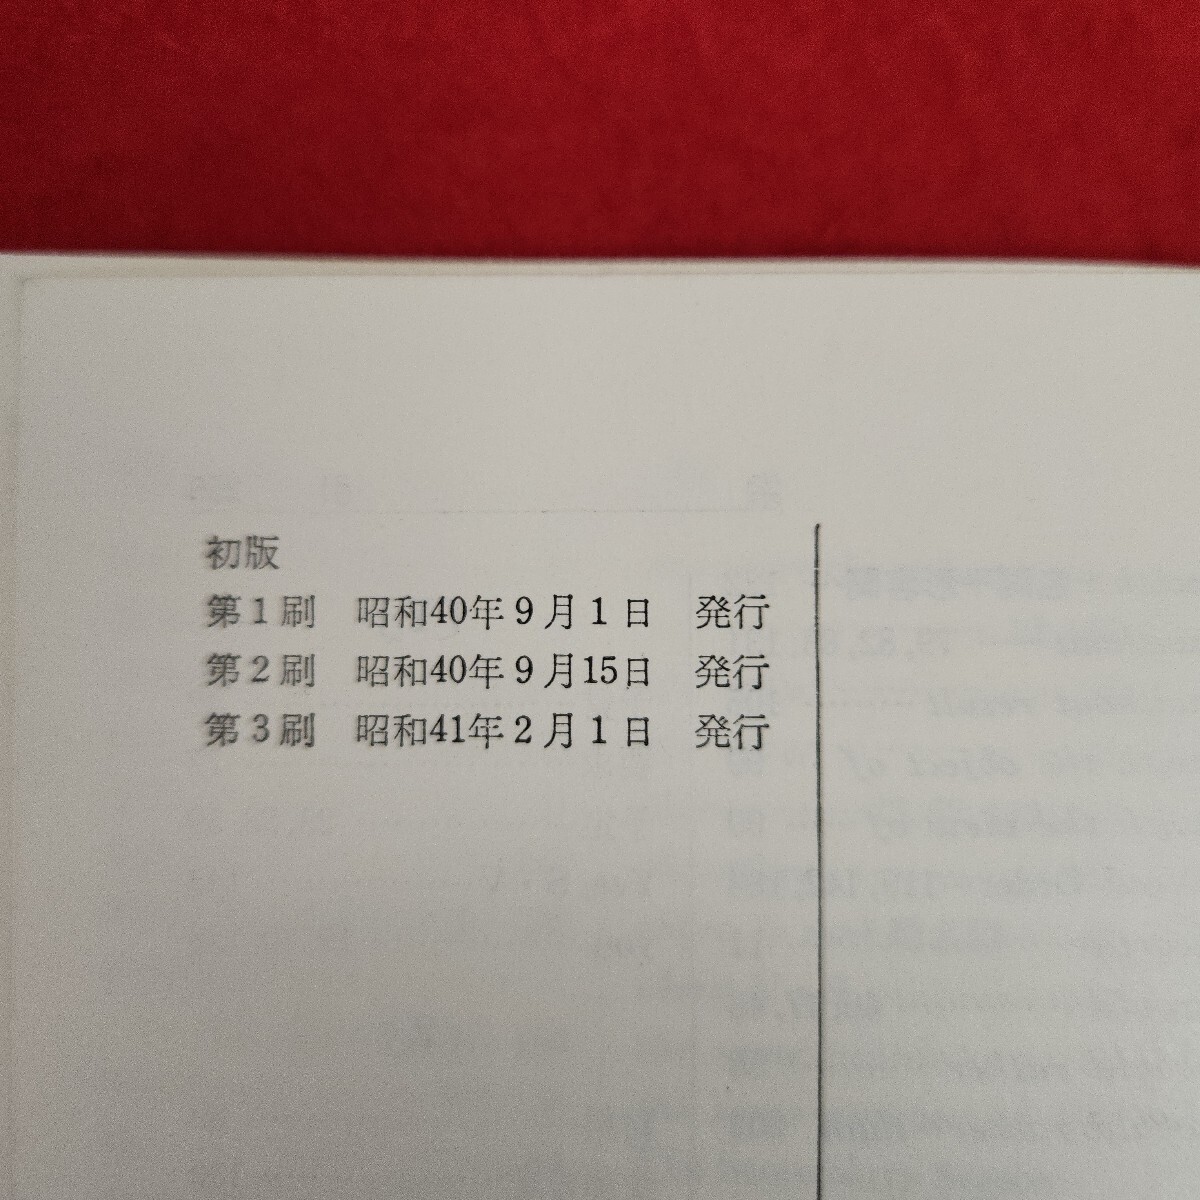 初版
第1刷 昭和40年9月1日 発行
第2刷 昭和40年9月15日 発行
第3刷 昭和41年2月1日 発行